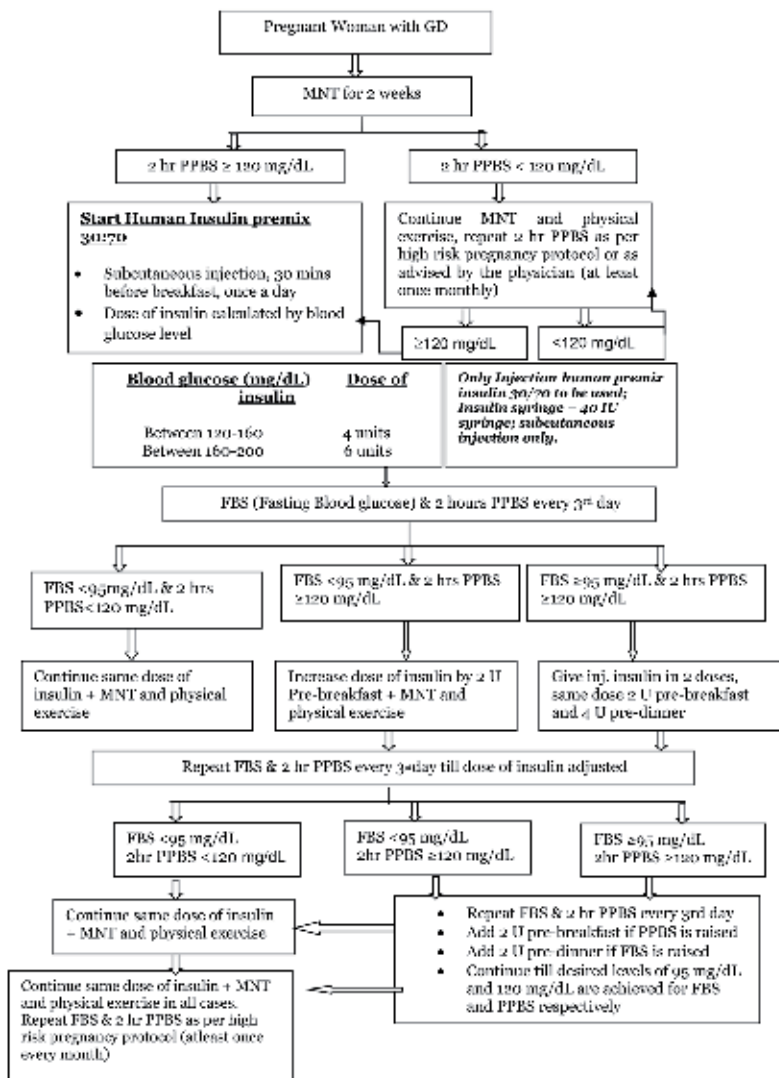 Pregnant Woman with GD
MNT for 2 weeks
2 hr PPBS ≥ 120 mg/dL
2 hr PPBS < 120 mg/dL
Start Human Insulin premix
30:70
• Subcutaneous injection, 30 mins
before breakfast, once a day
• Dose of insulin calculated by blood
glucose level
Continue MNT and physical
exercise, repeat 2 hr PPBS as per
high risk pregnancy protocol or as
advised by the physician (at least
once monthly)
≥120 mg/dL
<120 mg/dL
Blood glucose (mg/dL) Dose of
insulin
Between 120-160 4 units
Between 160-200 6 units
Only Injection human premix
insulin 30/70 to be used;
Insulin syringe – 40 IU
syringe; subcutaneous
injection only.
FBS (Fasting Blood glucose) & 2 hours PPBS every 3rd day
FBS <95mg/dL & 2 hrs
PPBS<120 mg/dL
FBS <95 mg/dL & 2 hrs PPBS
≥120 mg/dL
FBS ≥95 mg/dL & 2 hrs PPBS
≥120 mg/dL
Continue same dose of
insulin + MNT and physical
exercise
Increase dose of insulin by 2 U
Pre-breakfast + MNT and
physical exercise
Give inj. insulin in 2 doses,
same dose 2 U pre-breakfast
and 4 U pre-dinner
Repeat FBS & 2 hr PPBS every 3rd day till dose of insulin adjusted
FBS <95 mg/dL
2hr PPBS <120 mg/dL
FBS <95 mg/dL
2hr PPBS ≥120 mg/dL
FBS ≥95 mg/dL
2hr PPBS ≥120 mg/dL
Continue same dose of insulin
– MNT and physical exercise
• Repeat FBS & 2 hr PPBS every 3rd day
• Add 2 U pre-breakfast if PPBS is raised
• Add 2 U pre-dinner if FBS is raised
• Continue till desired levels of 95 mg/dL
and 120 mg/dL are achieved for FBS
and PPBS respectively
Continue same dose of insulin + MNT
and physical exercise in all cases.
Repeat FBS & 2 hr PPBS as per high
risk pregnancy protocol (atleast once
every month)